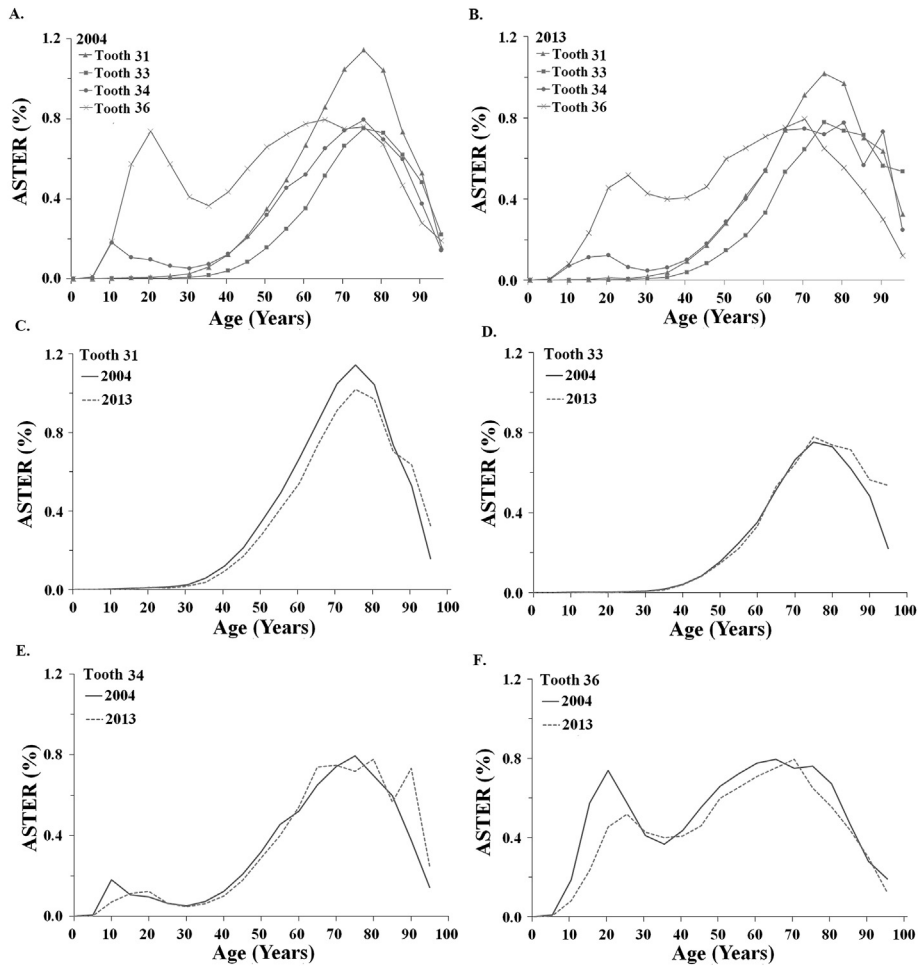 A.
2004
Tooth 31
Tooth 33
Tooth 34
Tooth 36
ASTER (%)
1.2
0.8
0.4
0.0
0 10 20 30 40 50 60 70 80 90
Age (Years)
B.
2013
Tooth 31
Tooth 33
Tooth 34
Tooth 36
ASTER (%)
1.2
0.8
0.4
0.0
0 10 20 30 40 50 60 70 80 90
Age (Years)
C.
Tooth 31
2004
2013
ASTER (%)
1.2
0.8
0.4
0.0
0 10 20 30 40 50 60 70 80 90 100
Age (Years)
D.
Tooth 33
2004
2013
ASTER (%)
1.2
0.8
0.4
0.0
0 10 20 30 40 50 60 70 80 90 100
Age (Years)
E.
Tooth 34
2004
2013
ASTER (%)
1.2
0.8
0.4
0.0
0 10 20 30 40 50 60 70 80 90 100
Age (Years)
F.
Tooth 36
2004
2013
ASTER (%)
1.2
0.8
0.4
0.0
0 10 20 30 40 50 60 70 80 90 100
Age (Years)